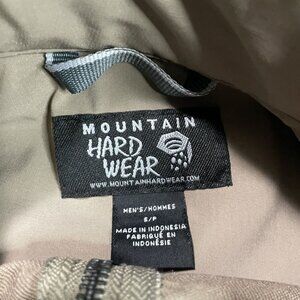 MOUNTAIN
HARD
WEAR
WWW.MOUNTAINHARDWEAR.COM
MEN'S/HOMMES
S/P
MADE IN INDONESIA
FABRIQUÉ EN
INDONÉSIE